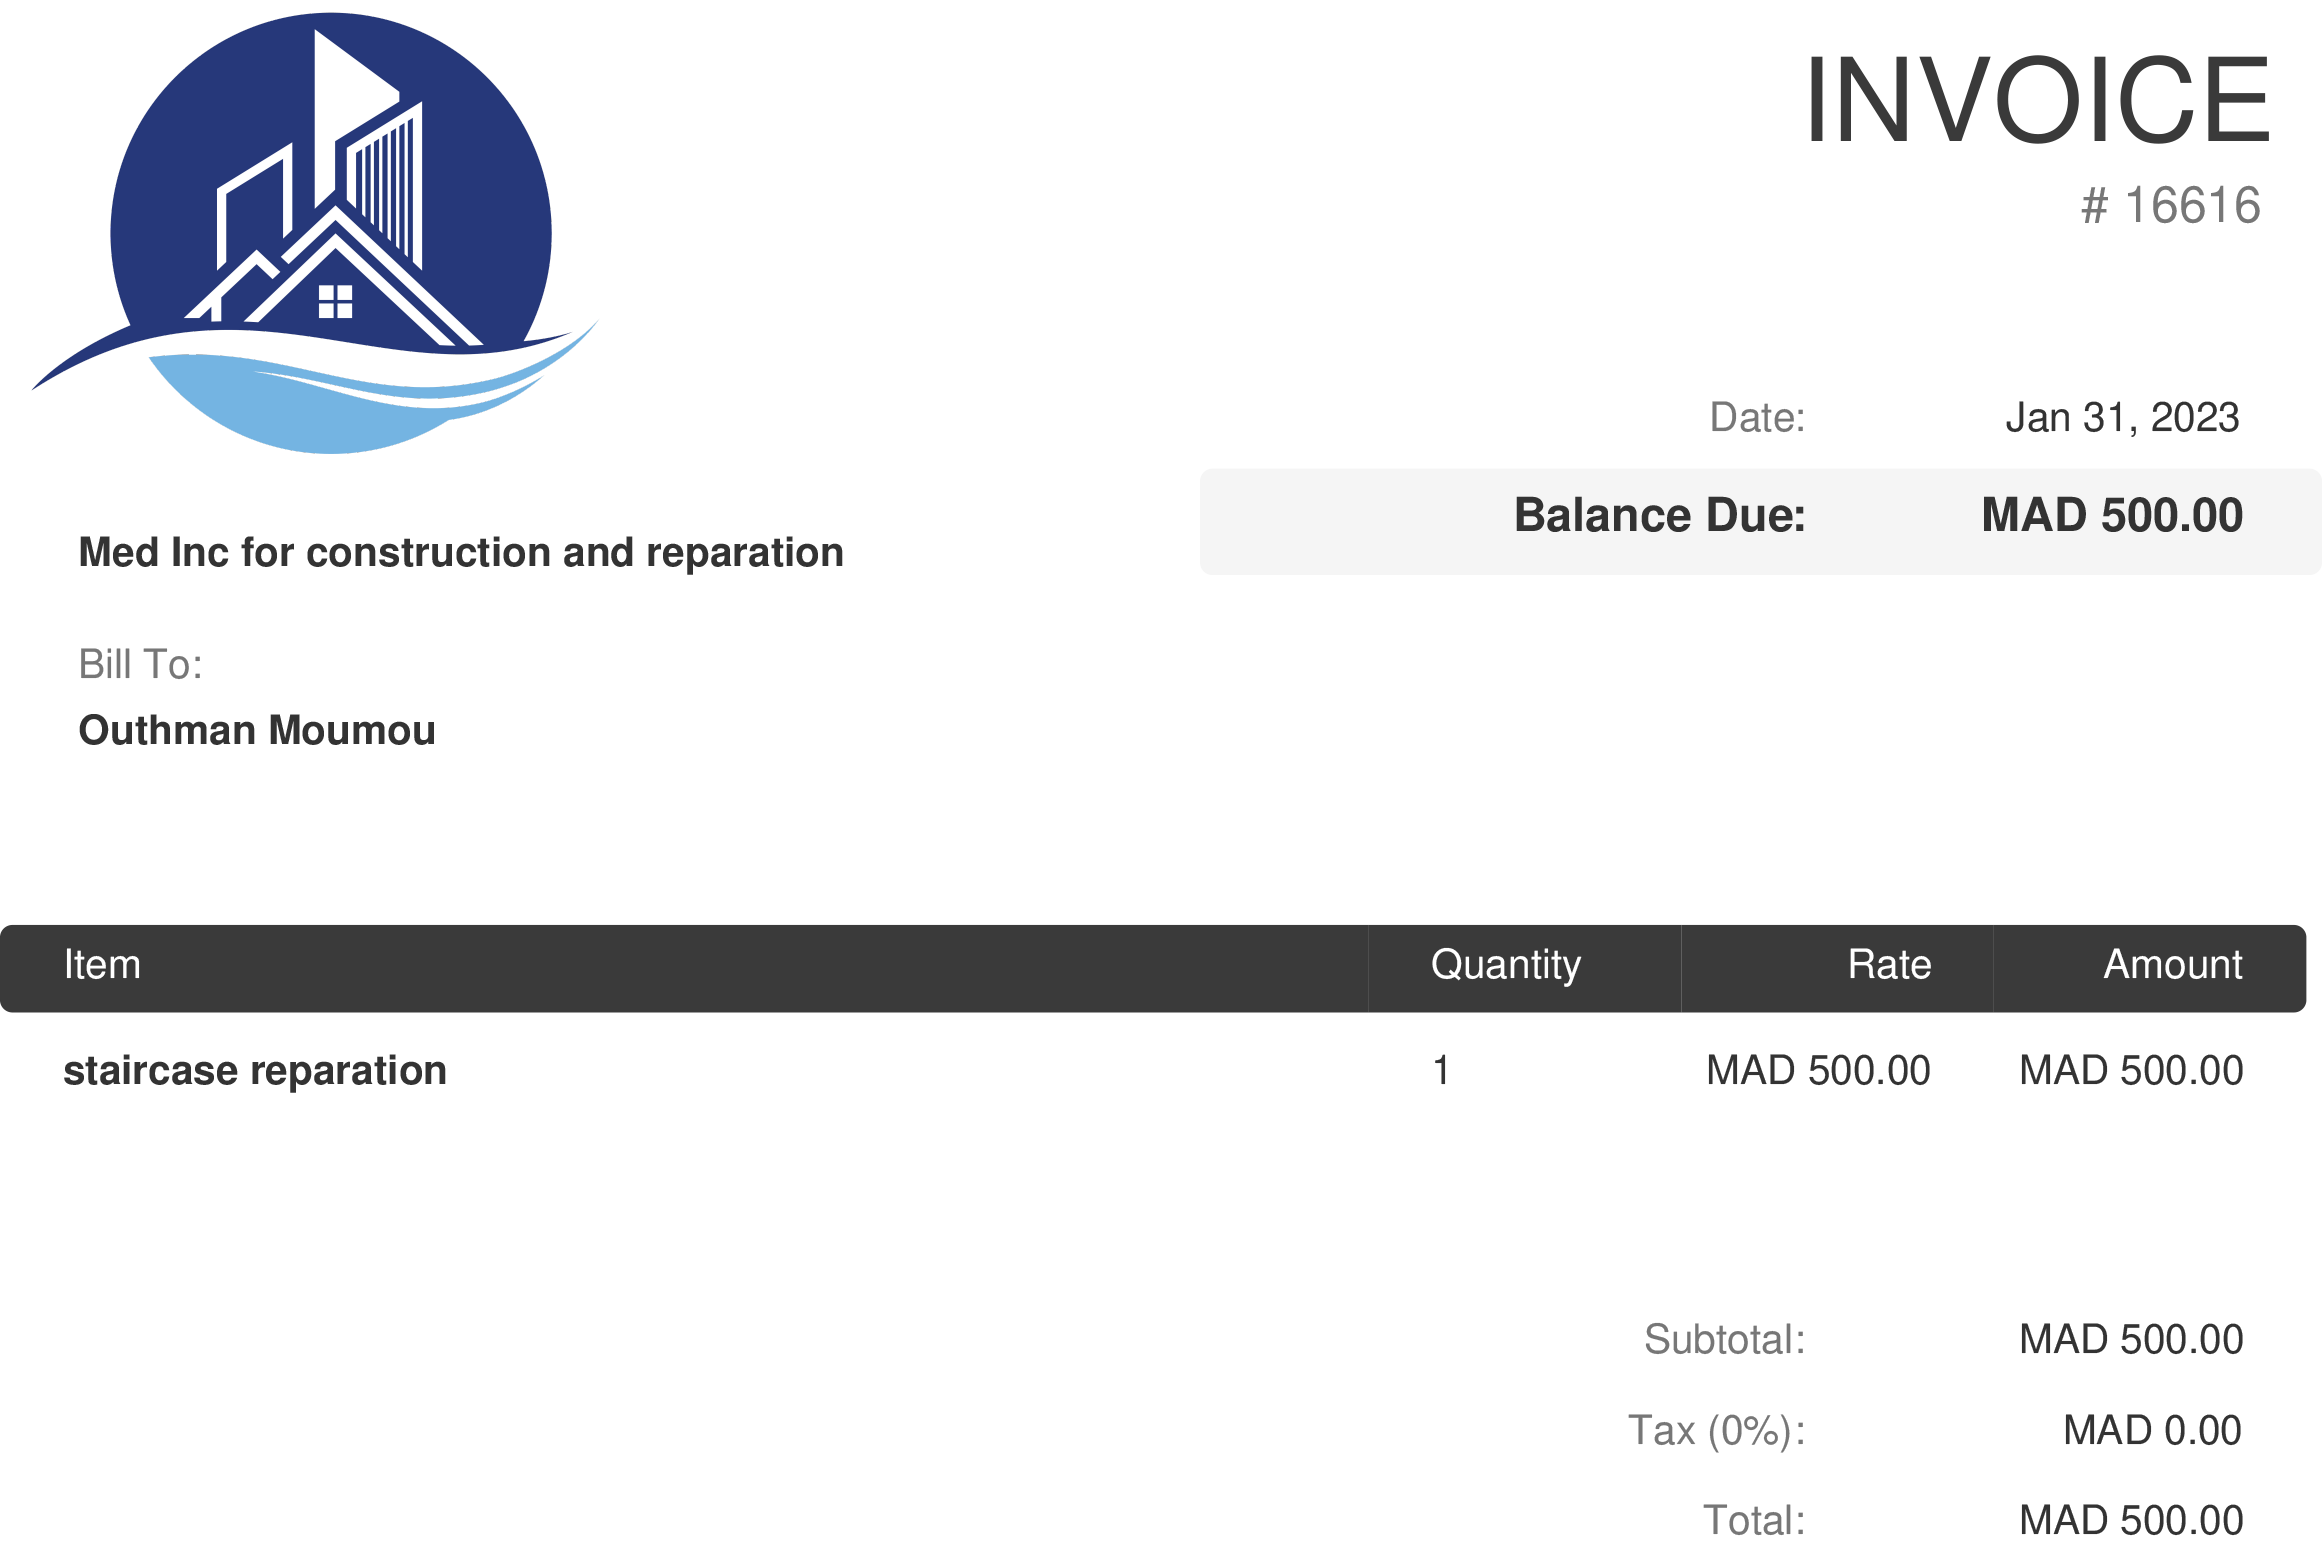 INVOICE
# 16616
Date: Jan 31, 2023
Balance Due: MAD 500.00
Med Inc for construction and reparation
Bill To:
Outhman Moumou
Item Quantity Rate Amount
staircase reparation 1 MAD 500.00 MAD 500.00
Subtotal: MAD 500.00
Tax (0%): MAD 0.00
Total: MAD 500.00